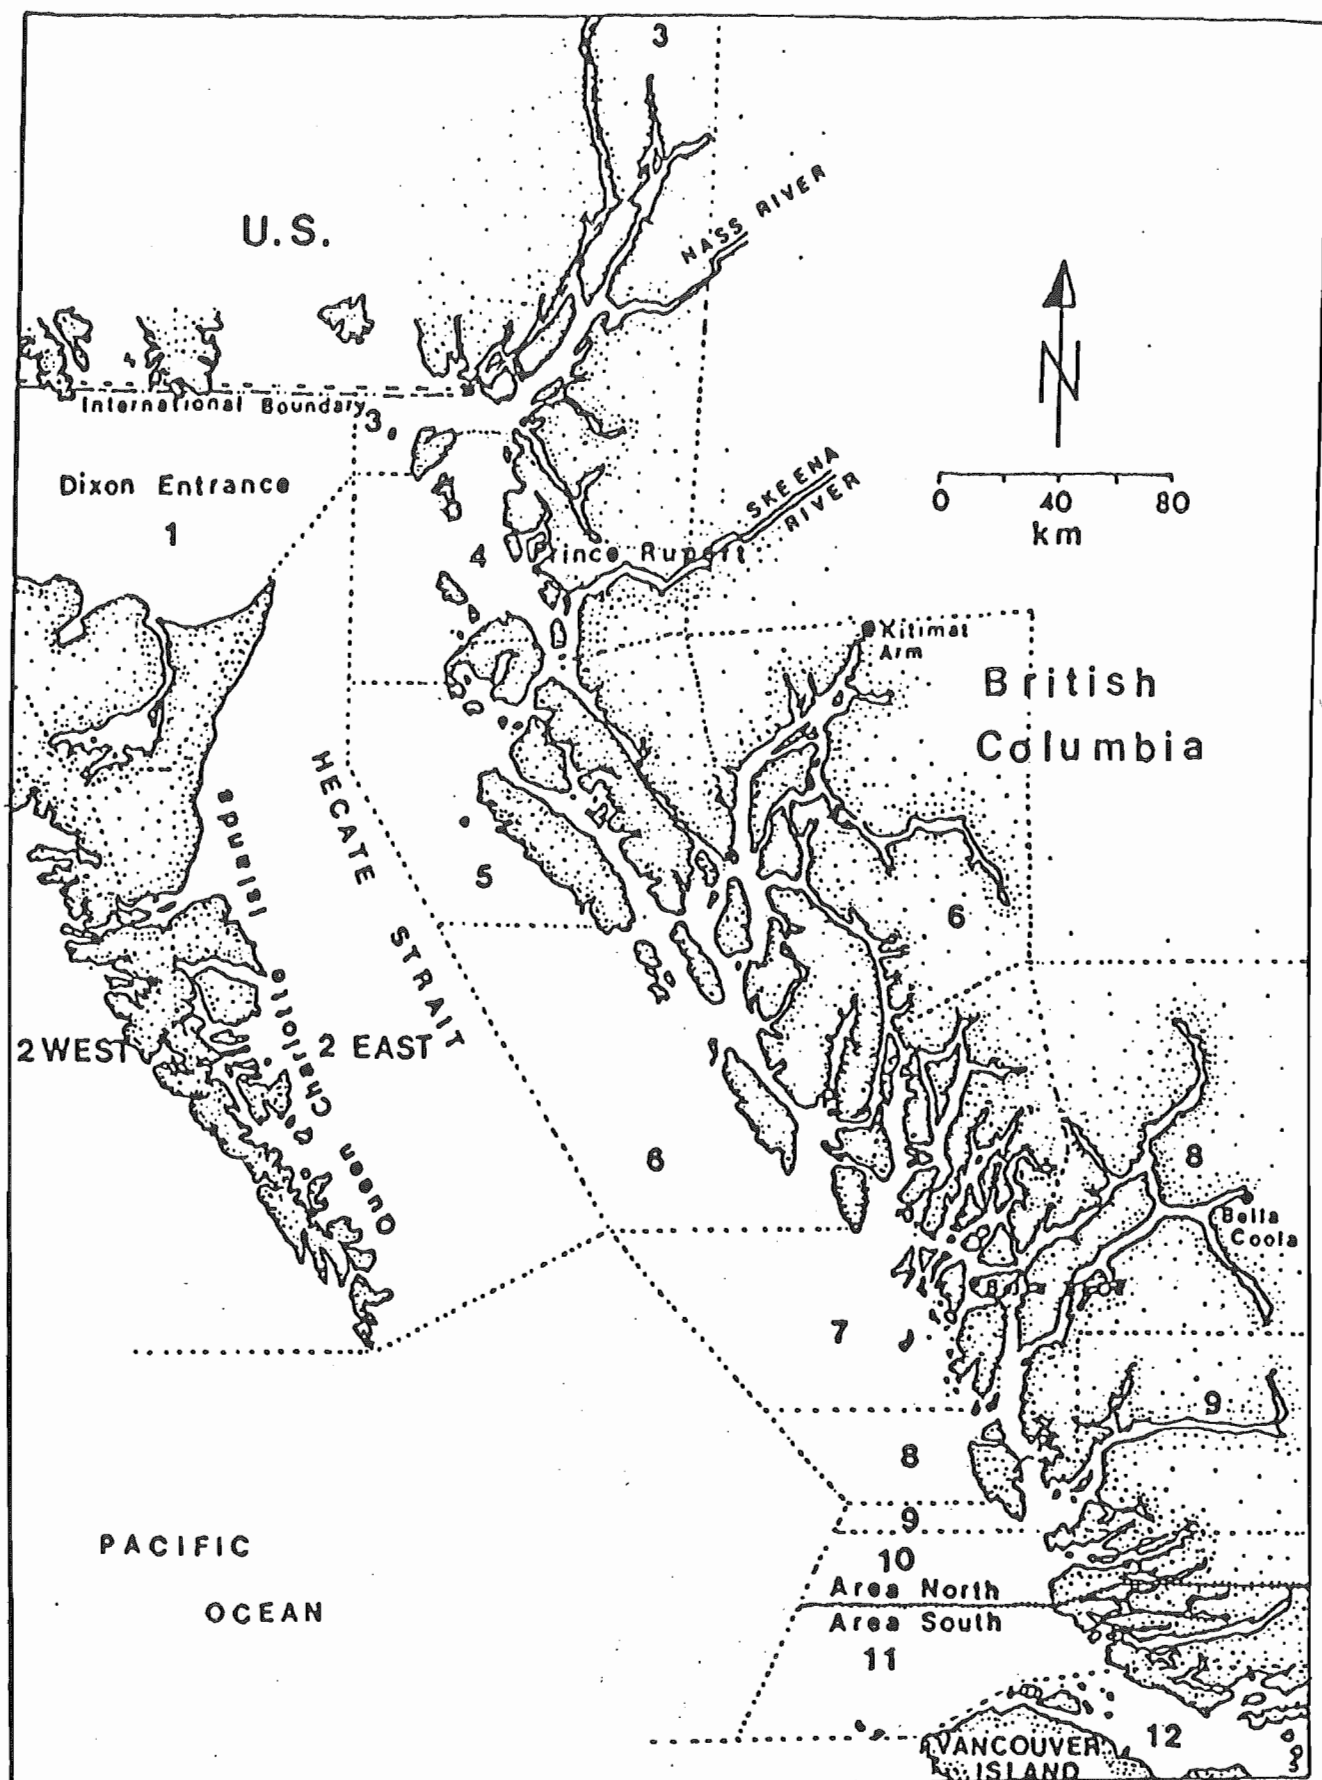 3
U.S.
NASS RIVER
N
International Boundary
3
Dixon Entrance
1
0 40 80
km
SKEENA
RIVER
4
Prince Rupert
Kitimat
Arm
British
Columbia
HECATE STRAIT
5
6
Queen Charlotte Islands
2 WEST
2 EAST
6
8
Bella
Coola
7
9
8
9
10
Area North
Area South
11
PACIFIC
OCEAN
12
VANCOUVER
ISLAND